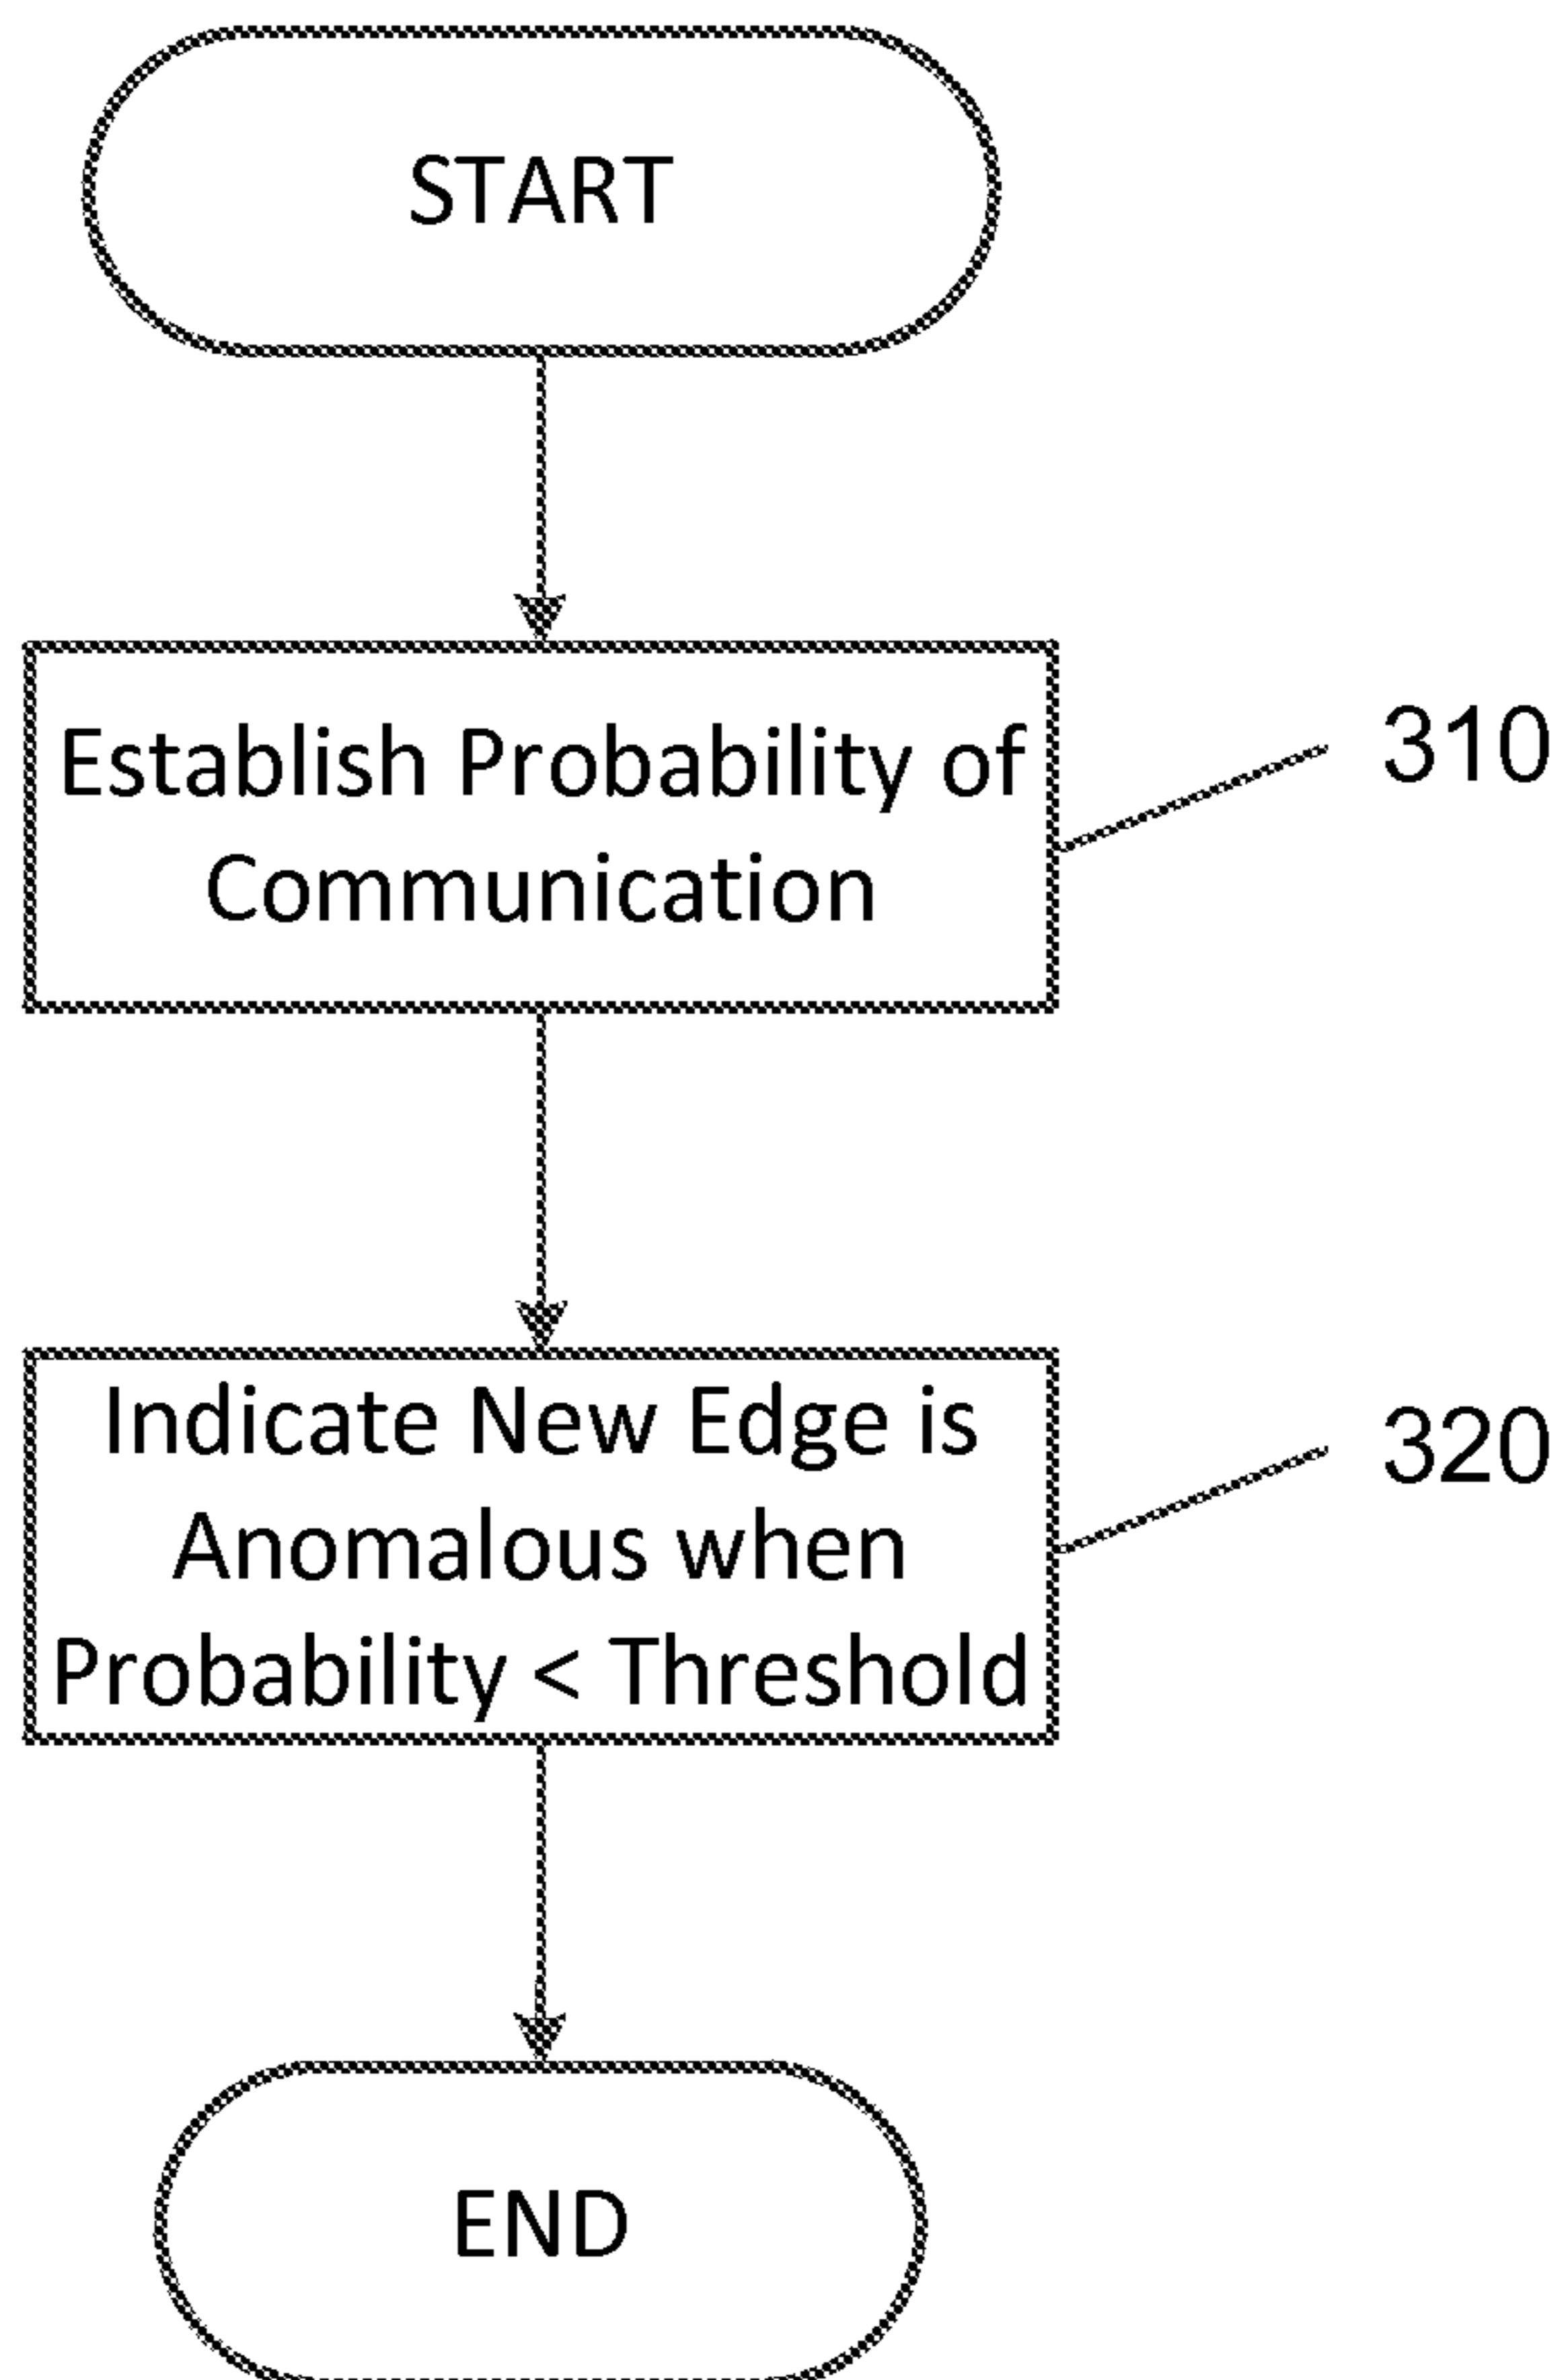 START
Establish Probability of
Communication
310
Indicate New Edge is
Anomalous when
Probability < Threshold
320
END